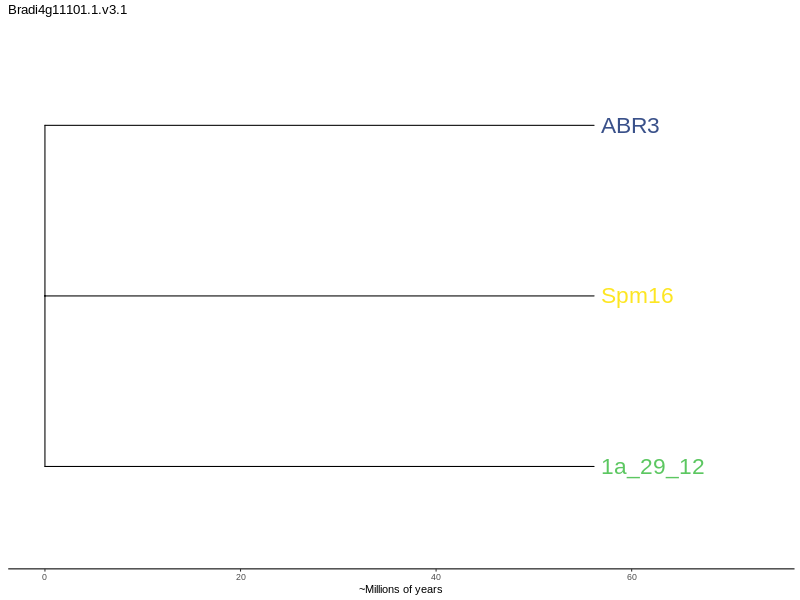 Bradi4g11101.1.v3.1
ABR3
Spm16
1a_29_12
0 20 40 60
~Millions of years